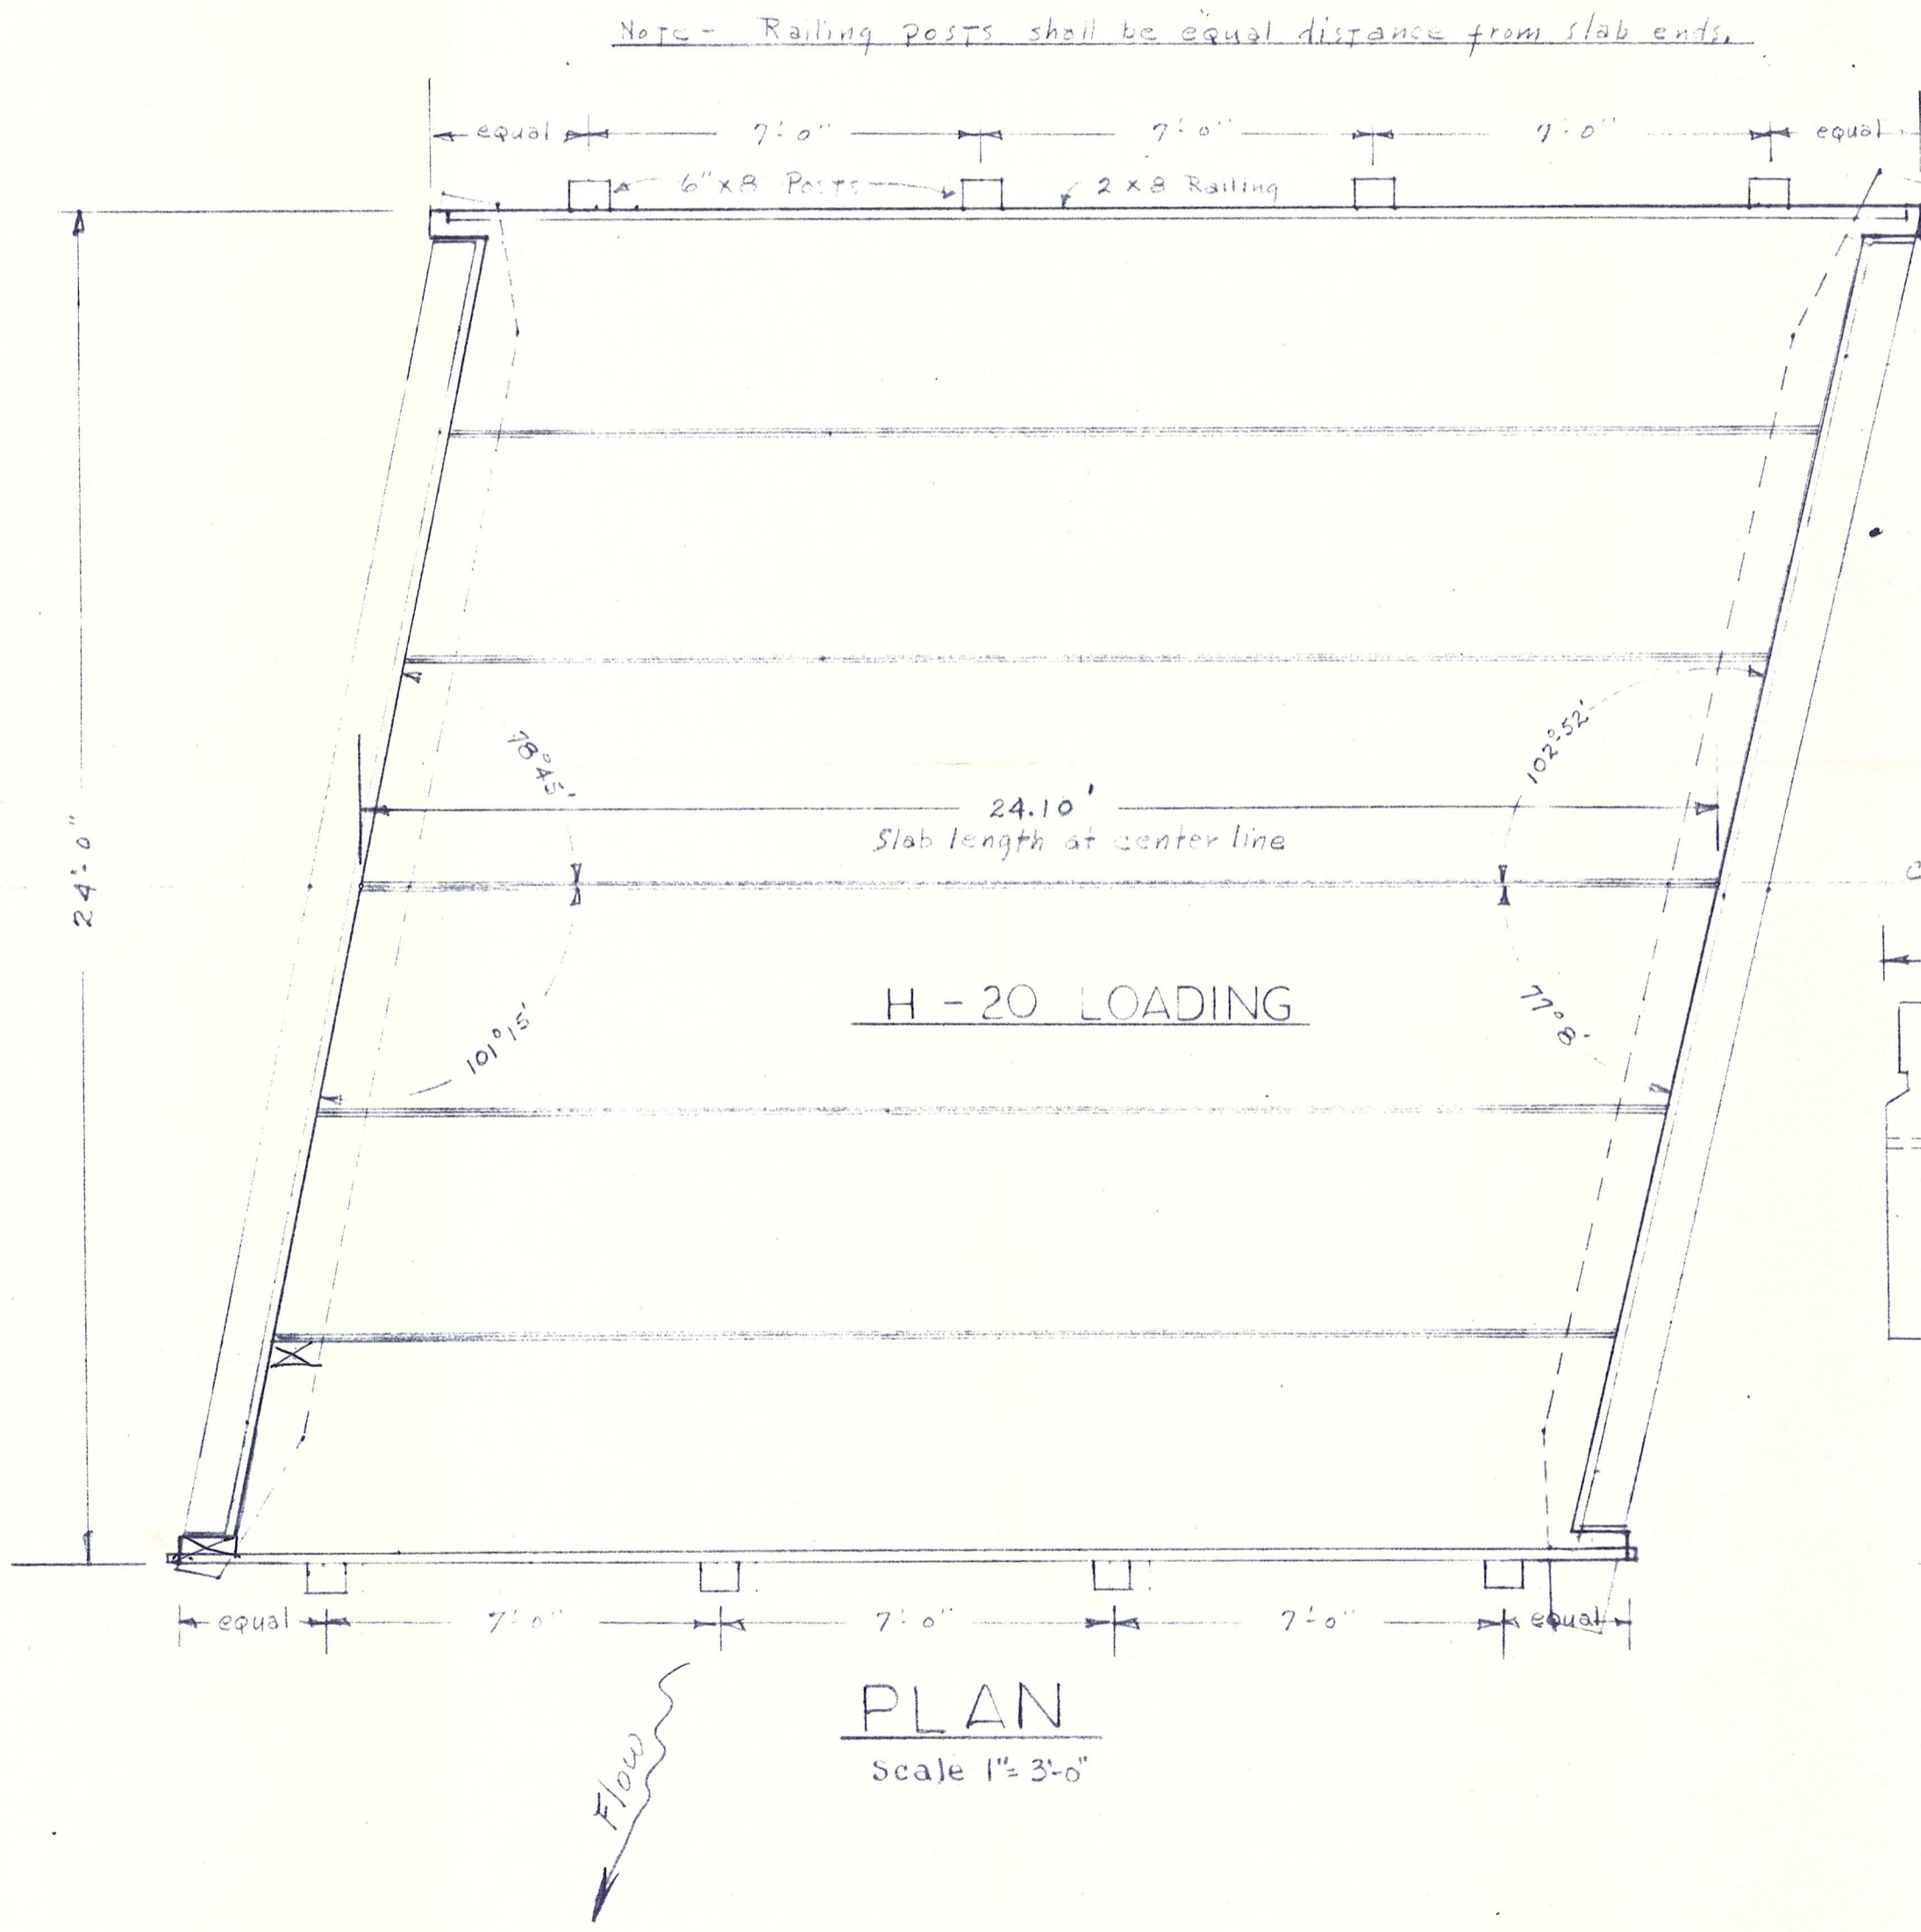 Note - Railing posts shall be equal distance from slab ends.
equal 7'-0" 7'-0" 7'-0" equal
6"x8 Posts 2 x 8 Railing
78°45'
102°52'
24.10'
Slab length at center line
24'-0"
H-20 LOADING
101°15'
77°8'
equal 7'-0" 7'-0" 7'-0" equal
PLAN
Scale 1"=3'-0"
Flow